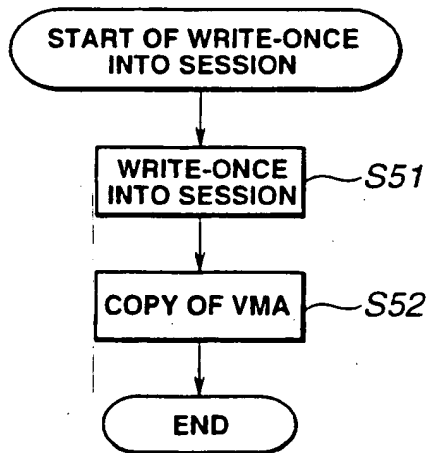 START OF WRITE-ONCE
INTO SESSION
WRITE-ONCE
INTO SESSION
S51
COPY OF VMA
S52
END